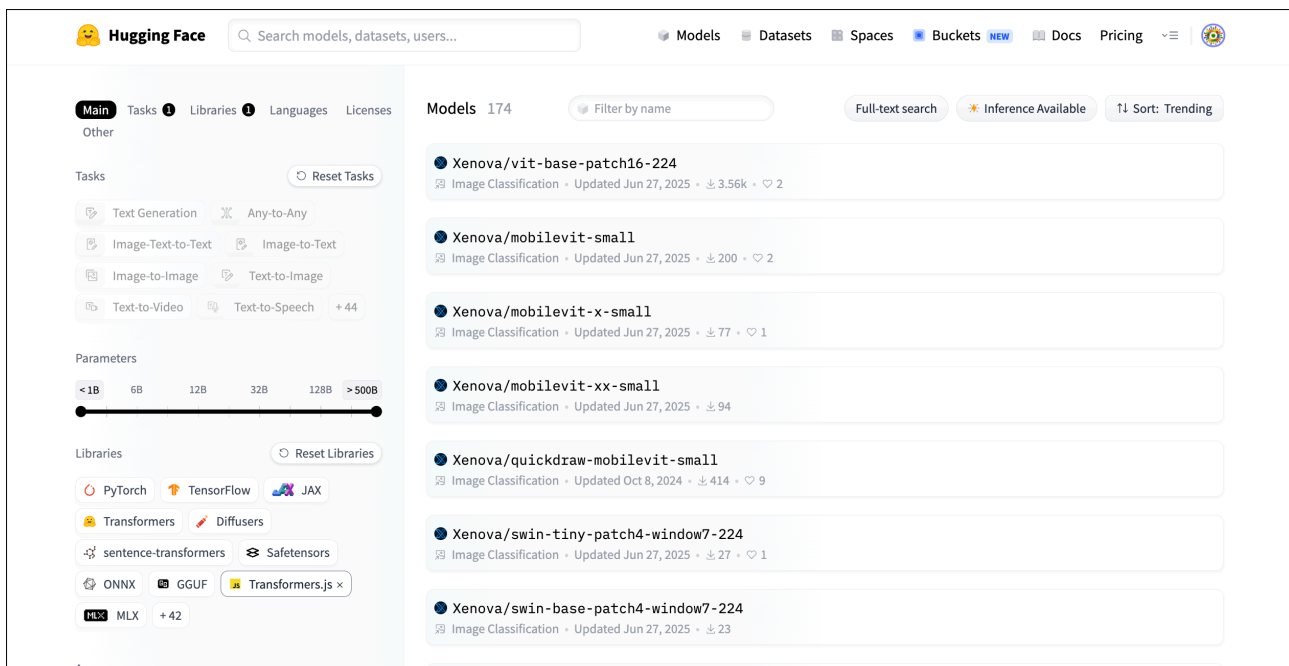 Hugging Face
Search models, datasets, users...
Models
Datasets
Spaces
Buckets NEW
Docs
Pricing
Main
Tasks 1
Libraries 1
Languages
Licenses
Other
Tasks
Reset Tasks
Text Generation
Any-to-Any
Image-Text-to-Text
Image-to-Text
Image-to-Image
Text-to-Image
Text-to-Video
Text-to-Speech
+44
Parameters
< 1B
6B
12B
32B
128B
> 500B
Libraries
Reset Libraries
PyTorch
TensorFlow
JAX
Transformers
Diffusers
sentence-transformers
Safetensors
ONNX
GGUF
JS Transformers.js ×
MLX MLX
+42
Models 174
Filter by name
Full-text search
Inference Available
Sort: Trending
Xenova/vit-base-patch16-224
Image Classification • Updated Jun 27, 2025 • 3.56k • 2
Xenova/mobilevit-small
Image Classification • Updated Jun 27, 2025 • 200 • 2
Xenova/mobilevit-x-small
Image Classification • Updated Jun 27, 2025 • 77 • 1
Xenova/mobilevit-xx-small
Image Classification • Updated Jun 27, 2025 • 94
Xenova/quickdraw-mobilevit-small
Image Classification • Updated Oct 8, 2024 • 414 • 9
Xenova/swin-tiny-patch4-window7-224
Image Classification • Updated Jun 27, 2025 • 27 • 1
Xenova/swin-base-patch4-window7-224
Image Classification • Updated Jun 27, 2025 • 23